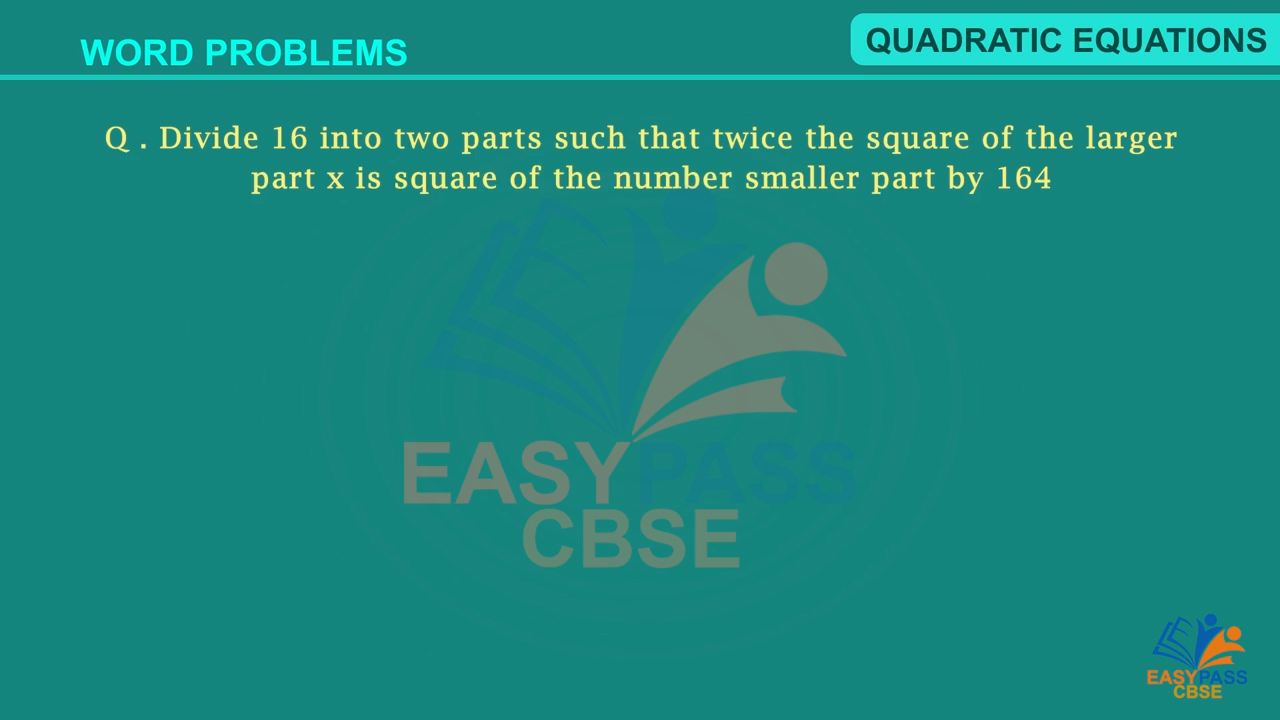 WORD PROBLEMS
QUADRATIC EQUATIONS
Q . Divide 16 into two parts such that twice the square of the larger
part x is square of the number smaller part by 164
EASYPASS
CBSE
EASYPASS
CBSE